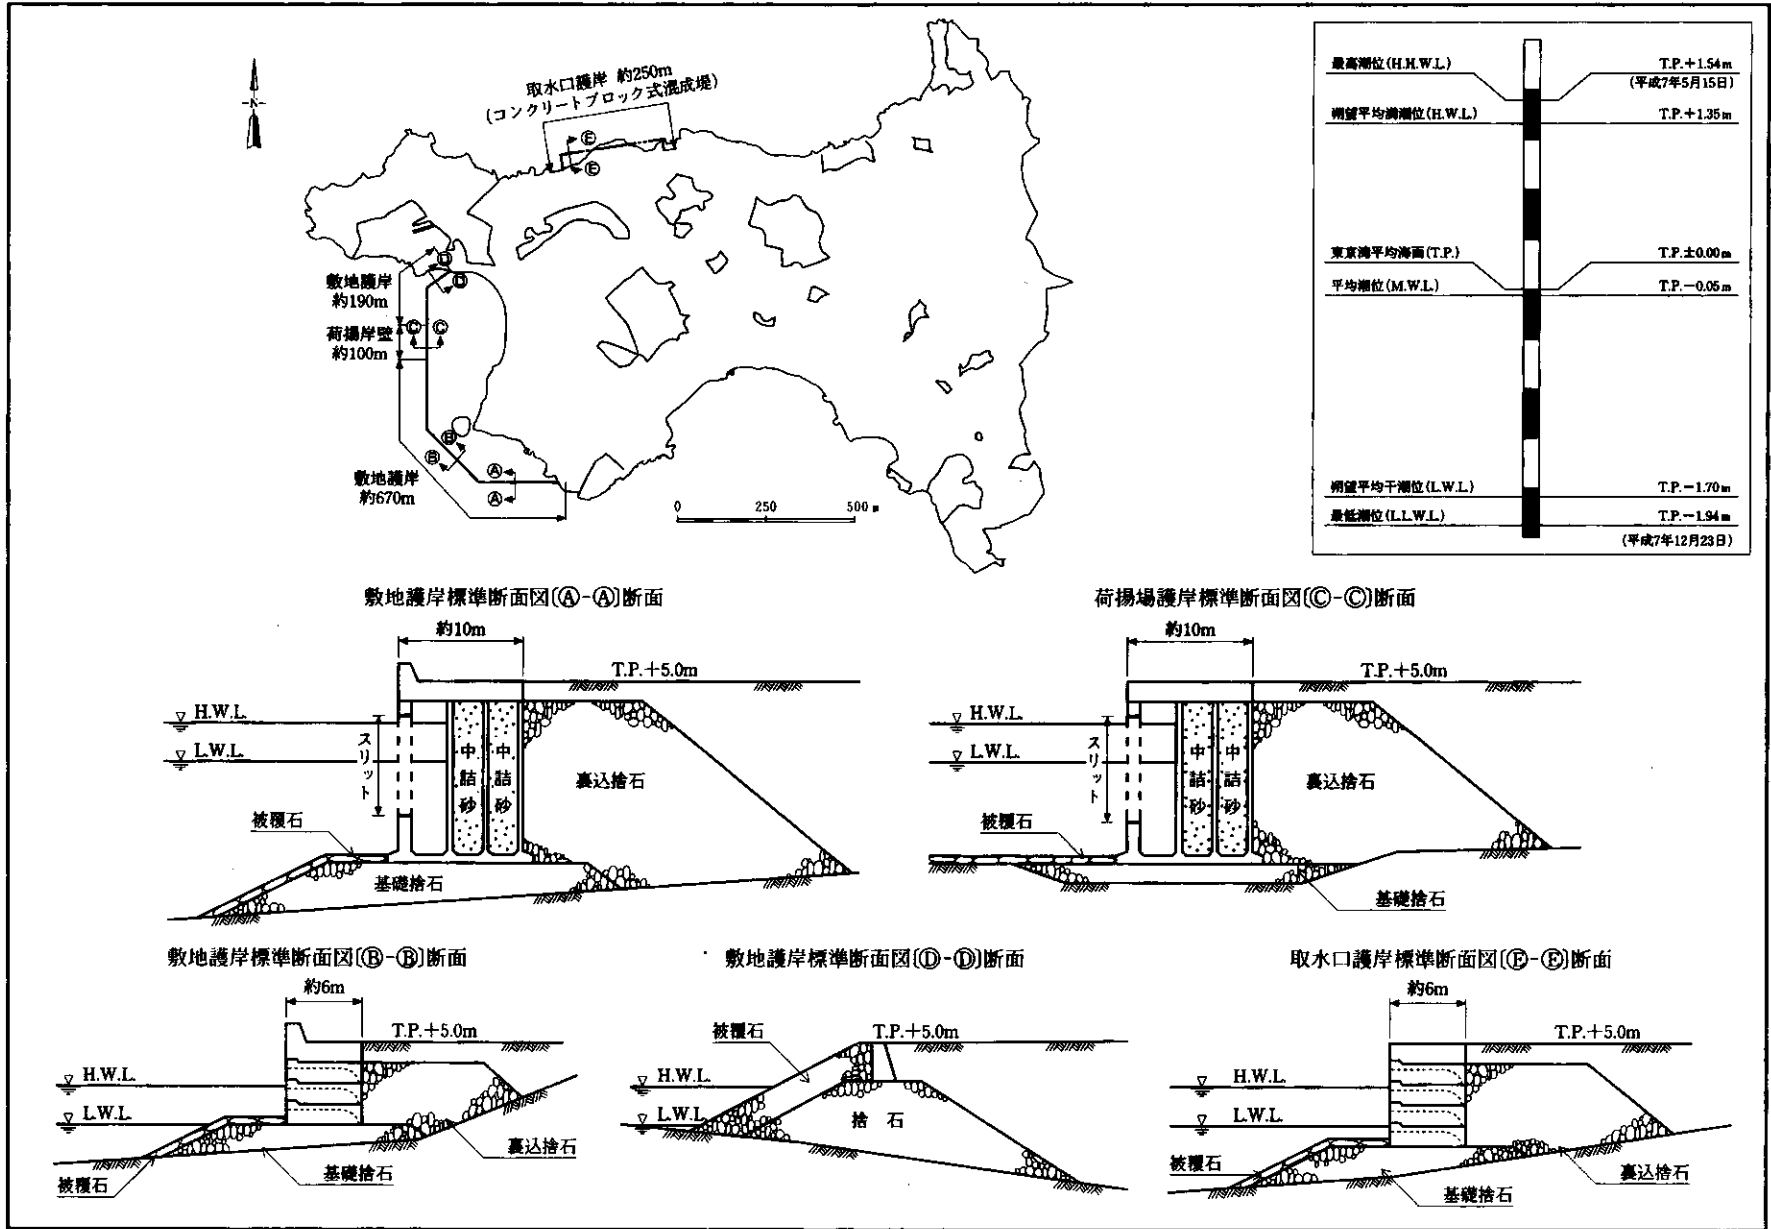 取水口護岸 約250m
(コンクリートブロック式混成堤)
N
Ⓔ
Ⓔ
Ⓓ
Ⓓ
敷地護岸
約190m
Ⓒ Ⓒ
荷揚岸壁
約100m
Ⓑ
Ⓑ
Ⓐ
Ⓐ
敷地護岸
約670m
0 250 500 m
最高潮位(H.H.W.L.) T.P.+1.54m
(平成7年5月15日)
朔望平均満潮位(H.W.L.) T.P.+1.35m
東京湾平均海面(T.P.) T.P.±0.00m
平均潮位(M.W.L.) T.P.-0.05m
朔望平均干潮位(L.W.L.) T.P.-1.70m
最低潮位(L.L.W.L.) T.P.-1.94m
(平成7年12月23日)
敷地護岸標準断面図〔Ⓐ-Ⓐ〕断面
約10m
T.P.+5.0m
H.W.L.
L.W.L.
スリット
中詰砂
中詰砂
裏込捨石
被覆石
基礎捨石
荷揚場護岸標準断面図〔Ⓒ-Ⓒ〕断面
約10m
T.P.+5.0m
H.W.L.
L.W.L.
スリット
中詰砂
中詰砂
裏込捨石
被覆石
基礎捨石
敷地護岸標準断面図〔Ⓑ-Ⓑ〕断面
約6m
T.P.+5.0m
H.W.L.
L.W.L.
裏込捨石
基礎捨石
被覆石
敷地護岸標準断面図〔Ⓓ-Ⓓ〕断面
被覆石
T.P.+5.0m
H.W.L.
L.W.L.
捨石
取水口護岸標準断面図〔Ⓔ-Ⓔ〕断面
約6m
T.P.+5.0m
H.W.L.
L.W.L.
被覆石
裏込捨石
基礎捨石